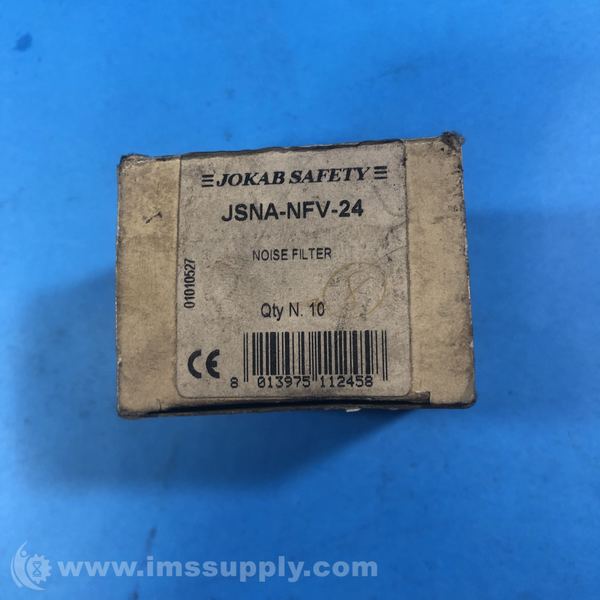 JOKAB SAFETY
JSNA-NFV-24
NOISE FILTER
01010527
Qty N. 10
CE
8 013975 112458
www.imssupply.com